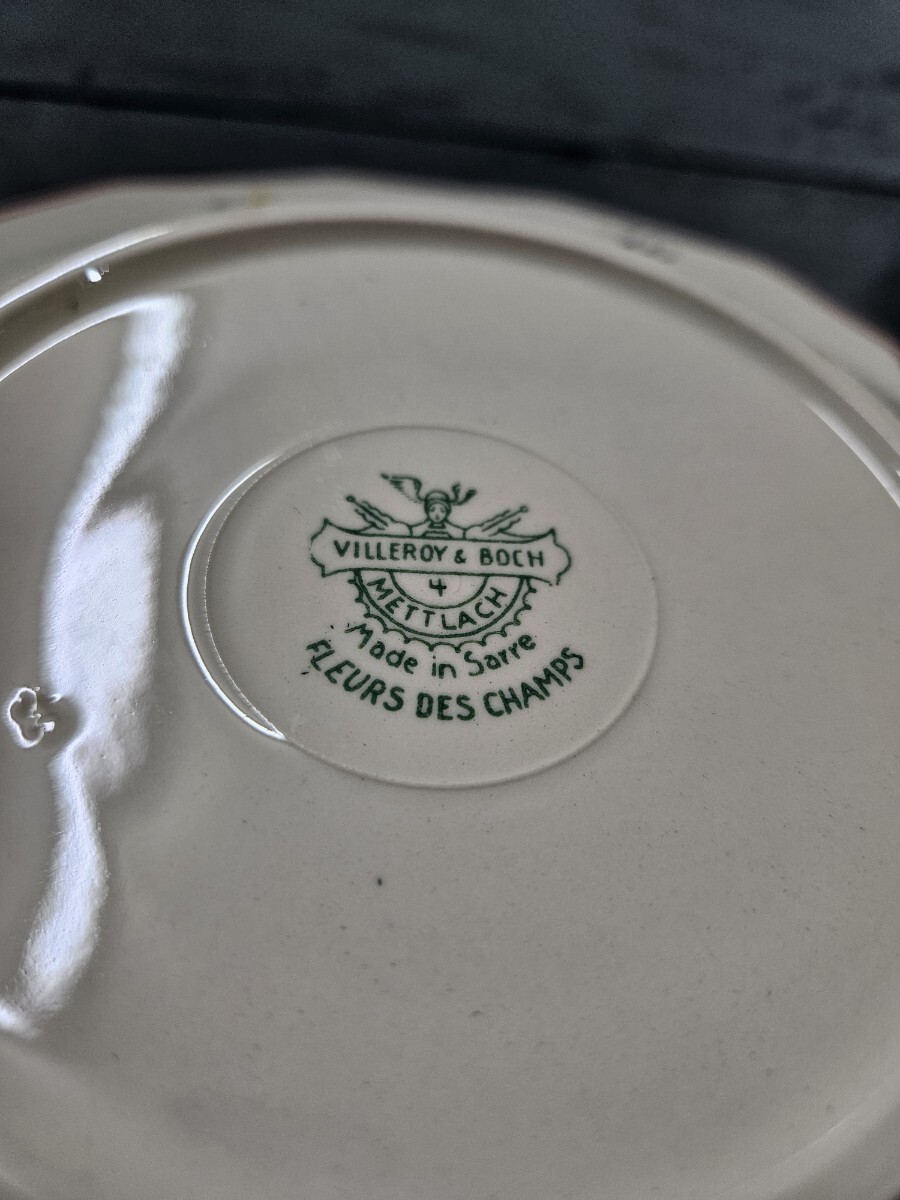 VILLEROY & BOCH
4
METTLACH
Made in Sarre
FLEURS DES CHAMPS